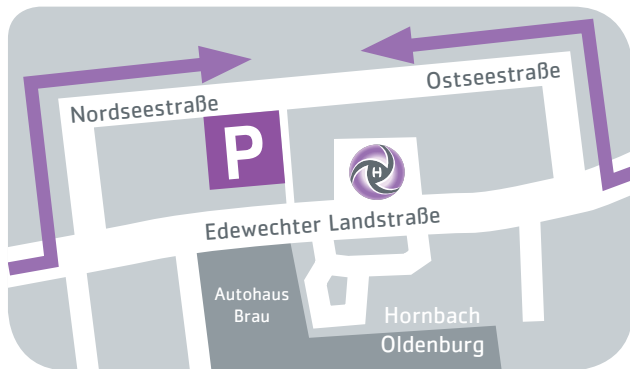 Nordseestraße
Ostseestraße
P
H
Edewechter Landstraße
Autohaus
Brau
Hornbach
Oldenburg